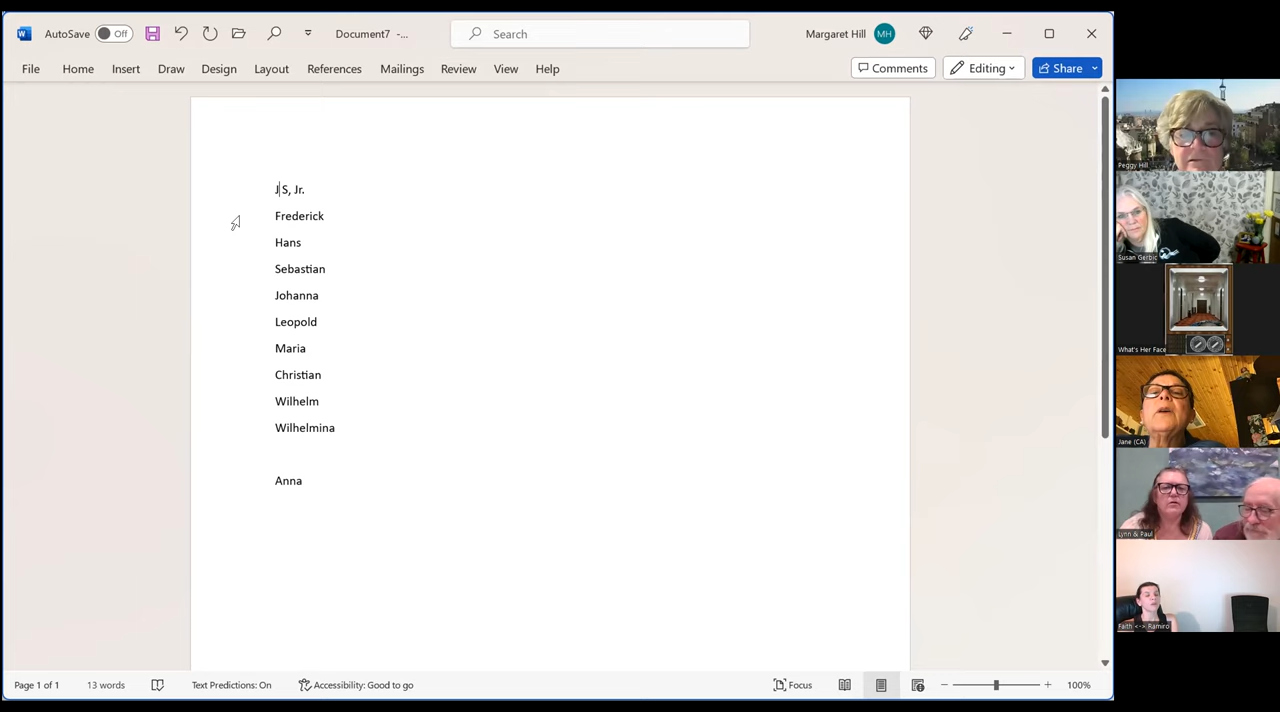 AutoSave Off Document7 -... Search Margaret Hill MH
File Home Insert Draw Design Layout References Mailings Review View Help Comments Editing Share
J S, Jr.
Frederick
Hans
Sebastian
Johanna
Leopold
Maria
Christian
Wilhelm
Wilhelmina
Anna
Page 1 of 1 13 words Text Predictions: On Accessibility: Good to go Focus 100%
Peggy Hill
Susan Gerbic
What's Her Face
Jane (CA)
Lynn & Paul
Faith <-> Ramiro